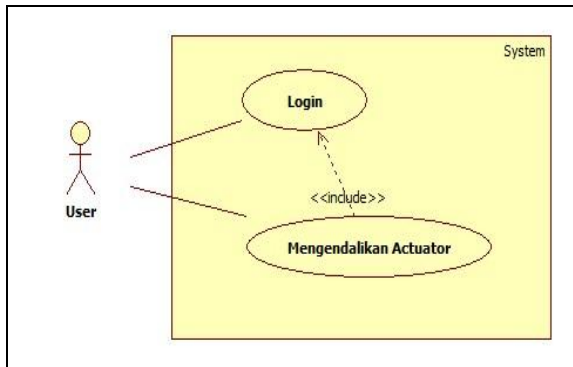 System
Login
<<include>>
User
Mengendalikan Actuator